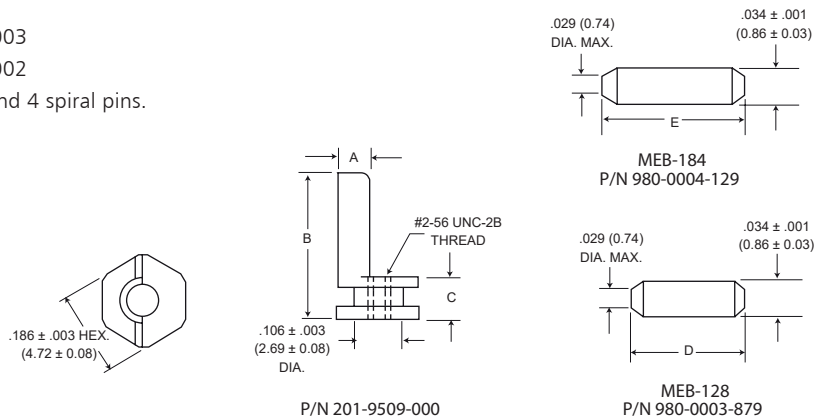 003
002
nd 4 spiral pins.
.186 ± .003 HEX.
(4.72 ± 0.08)
A
B
#2-56 UNC-2B
THREAD
C
.106 ± .003
(2.69 ± 0.08)
DIA.
P/N 201-9509-000
.029 (0.74)
DIA. MAX.
.034 ± .001
(0.86 ± 0.03)
E
MEB-184
P/N 980-0004-129
.029 (0.74)
DIA. MAX.
.034 ± .001
(0.86 ± 0.03)
D
MEB-128
P/N 980-0003-879